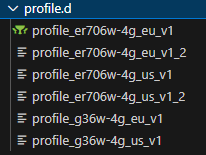 profile.d
profile_er706w-4g_eu_v1
profile_er706w-4g_eu_v1_2
profile_er706w-4g_us_v1
profile_er706w-4g_us_v1_2
profile_g36w-4g_eu_v1
profile_g36w-4g_us_v1